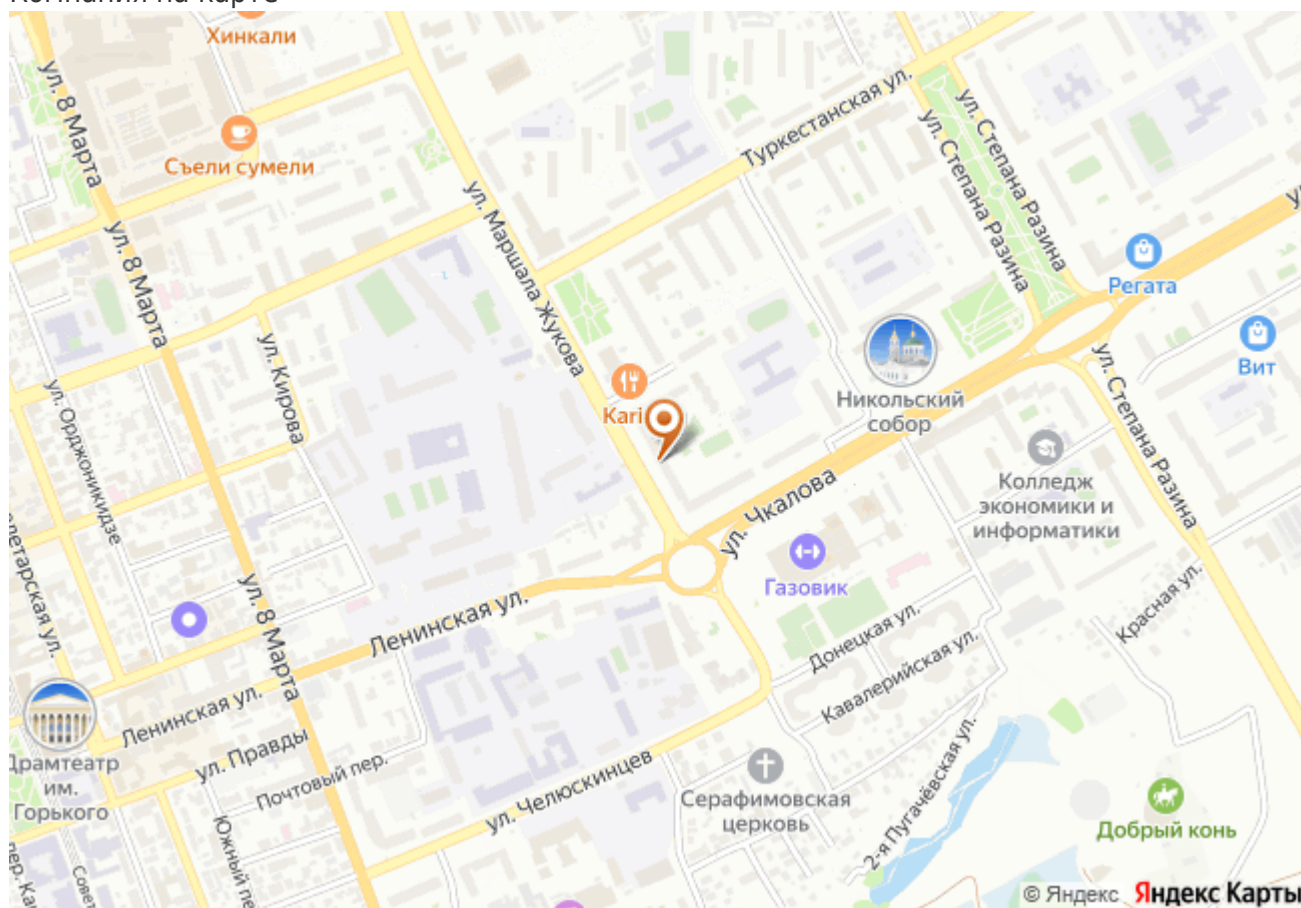 Компания на карте
Хинкали
ул. 8 Марта
Съели сумели
Туркестанская ул.
ул. Степана Разина
ул. Степана Разина
ул. Маршала Жукова
ул. 8 Марта
Регата
Вит
ул. Кирова
ул. Орджоникидзе
Kari
Никольский
собор
ул. Степана Разина
Колледж
экономики и
информатики
ул. Чкалова
Газовик
ул. 8 Марта
Ленинская ул.
Донецкая ул.
Красная ул.
Кавалерийская ул.
Ленинская ул.
ул. Правды
Почтовый пер.
Драмтеатр
им.
Горького
ул. Челюскинцев
Серафимовская
церковь
2-я Пугачёвская ул.
Добрый конь
© Яндекс Яндекс Карты